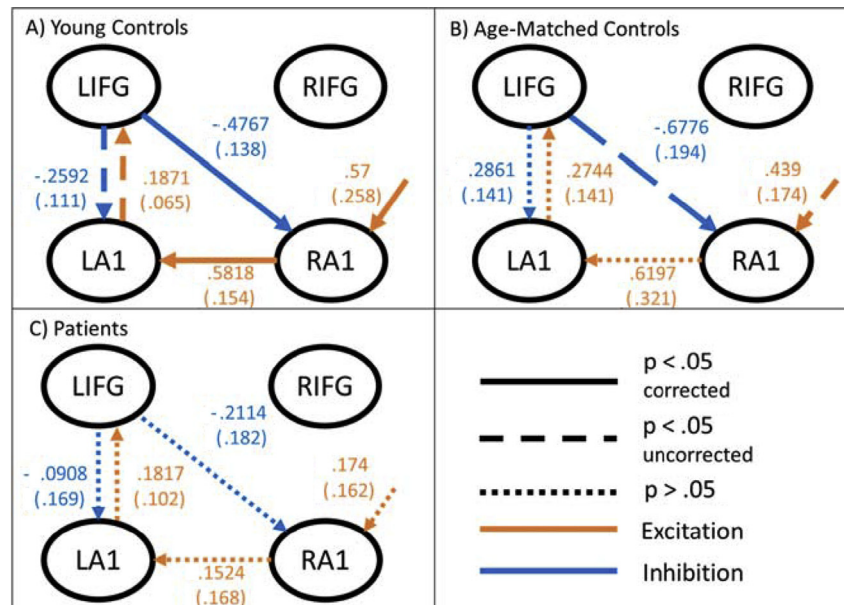 A) Young Controls
LIFG
RIFG
-.4767
(.138)
-.2592
(.111)
.1871
(.065)
.57
(.258)
LA1
RA1
.5818
(.154)
B) Age-Matched Controls
LIFG
RIFG
-.6776
(.194)
.2861
(.141)
.2744
(.141)
.439
(.174)
LA1
RA1
.6197
(.321)
C) Patients
LIFG
RIFG
-.2114
(.182)
- .0908
(.169)
.1817
(.102)
.174
(.162)
LA1
RA1
.1524
(.168)
p < .05
corrected
p < .05
uncorrected
p > .05
Excitation
Inhibition